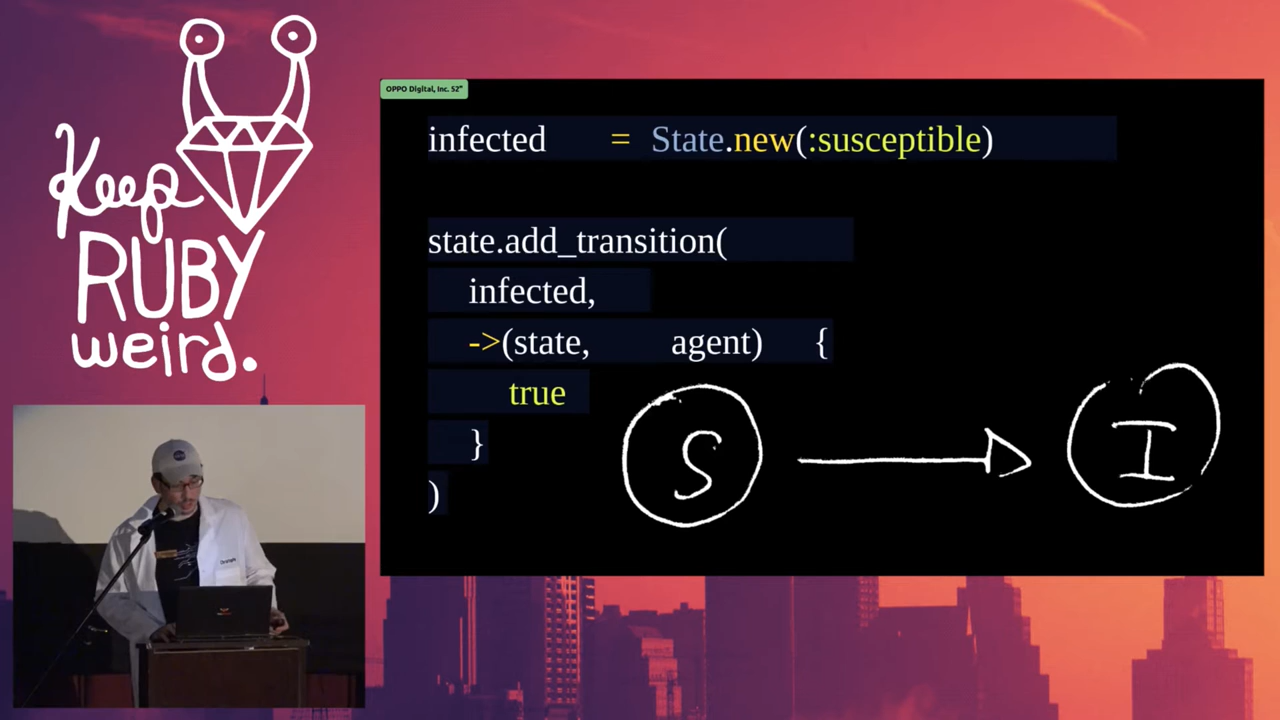 Keep
RUBY
weird.
OPPO Digital, Inc. 52"
infected = State.new(:susceptible)
state.add_transition(
infected,
->(state, agent) {
true
}
)
S
I